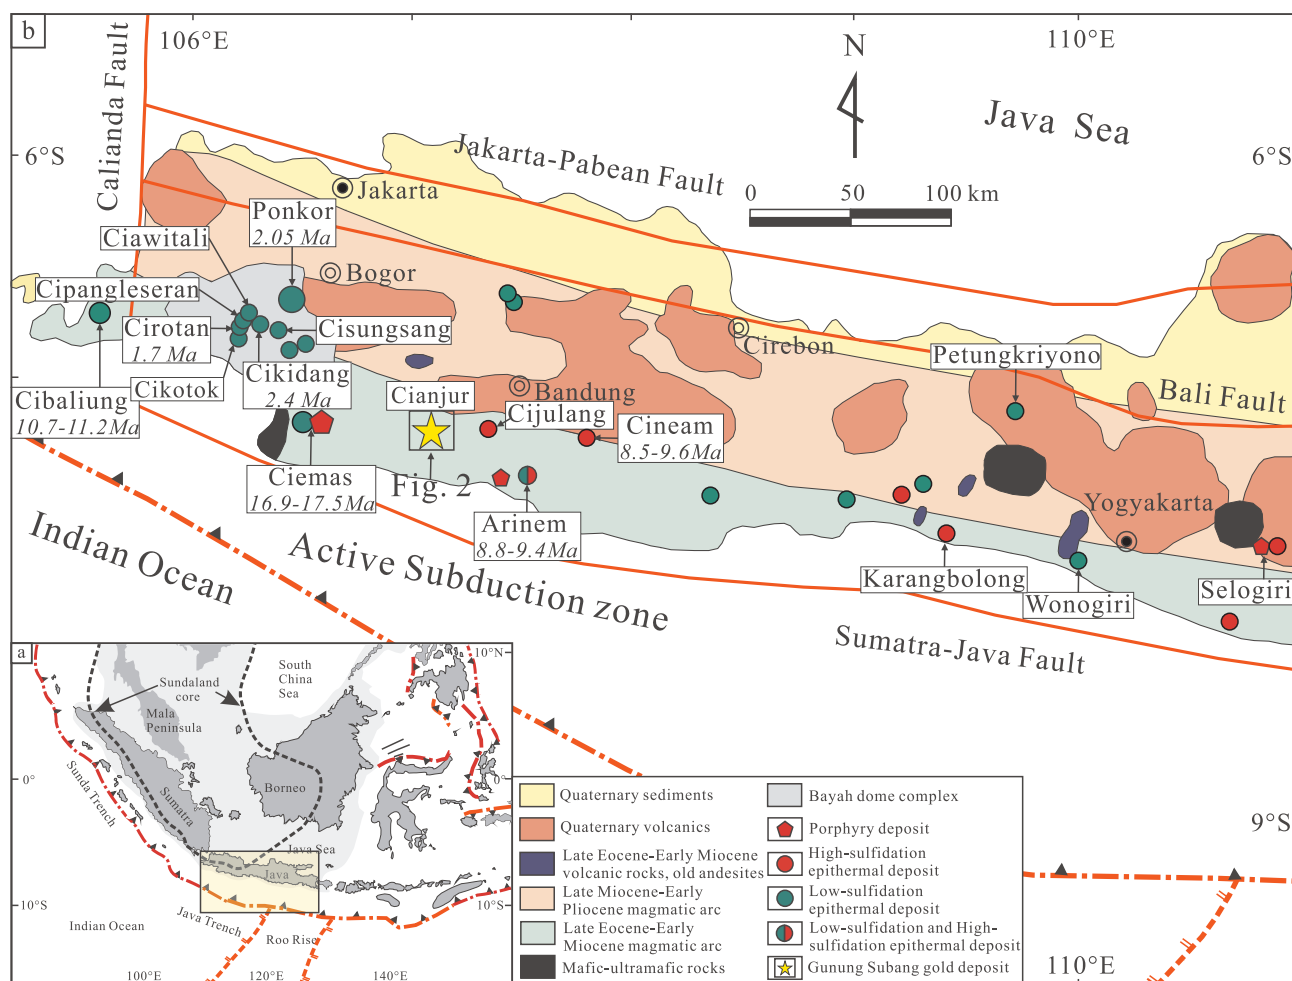 b
106°E
110°E
N
Java Sea
Calianda Fault
6°S
6°S
Jakarta-Pabean Fault
0 50 100 km
Jakarta
Ponkor
2.05 Ma
Ciawitali
Bogor
Cipangleseran
Cirotan
1.7 Ma
Cisungsang
Cirebon
Petungkriyono
Cikotok
Cikidang
2.4 Ma
Cianjur
Bandung
Bali Fault
Cibaliung
10.7-11.2Ma
Cijulang
Cineam
8.5-9.6Ma
Ciemas
16.9-17.5Ma
Fig. 2
Arinem
8.8-9.4Ma
Yogyakarta
Indian Ocean
Active Subduction zone
Karangbolong
Wonogiri
Selogiri
Sumatra-Java Fault
a
10°N
South
China
Sea
Sundaland
core
Mala
Peninsula
0°
0°
Sunda Trench
Sumatra
Borneo
Java Sea
Java
10°S
10°S
Java Trench
Indian Ocean
Roo Rise
100°E
120°E
140°E
Quaternary sediments
Quaternary volcanics
Late Eocene-Early Miocene
volcanic rocks, old andesites
Late Miocene-Early
Pliocene magmatic arc
Late Eocene-Early
Miocene magmatic arc
Mafic-ultramafic rocks
Bayah dome complex
Porphyry deposit
High-sulfidation
epithermal deposit
Low-sulfidation
epithermal deposit
Low-sulfidation and High-
sulfidation epithermal deposit
Gunung Subang gold deposit
9°S
110°E